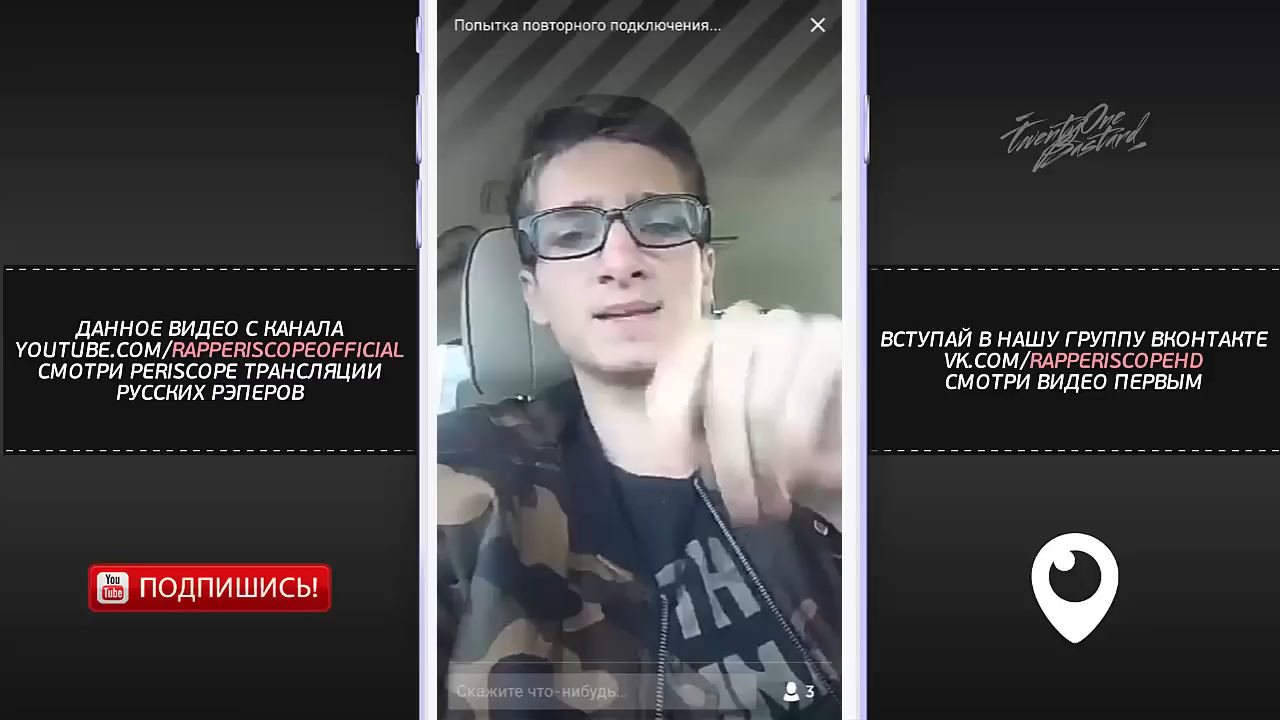 Попытка повторного подключения...
TwentyOne
Bastard
ДАННОЕ ВИДЕО С КАНАЛА
YOUTUBE.COM/RAPPERISCOPEOFFICIAL
СМОТРИ PERISCOPE ТРАНСЛЯЦИИ
РУССКИХ РЭПЕРОВ
ВСТУПАЙ В НАШУ ГРУППУ ВКОНТАКТЕ
VK.COM/RAPPERISCOPEHD
СМОТРИ ВИДЕО ПЕРВЫМ
You
Tube
ПОДПИШИСЬ!
Скажите что-нибудь...
3